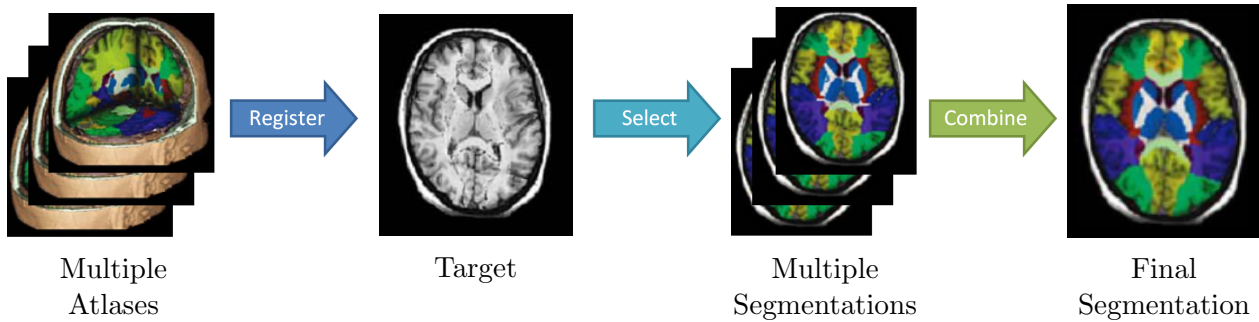 Register
Select
Combine
Multiple
Atlases
Target
Multiple
Segmentations
Final
Segmentation